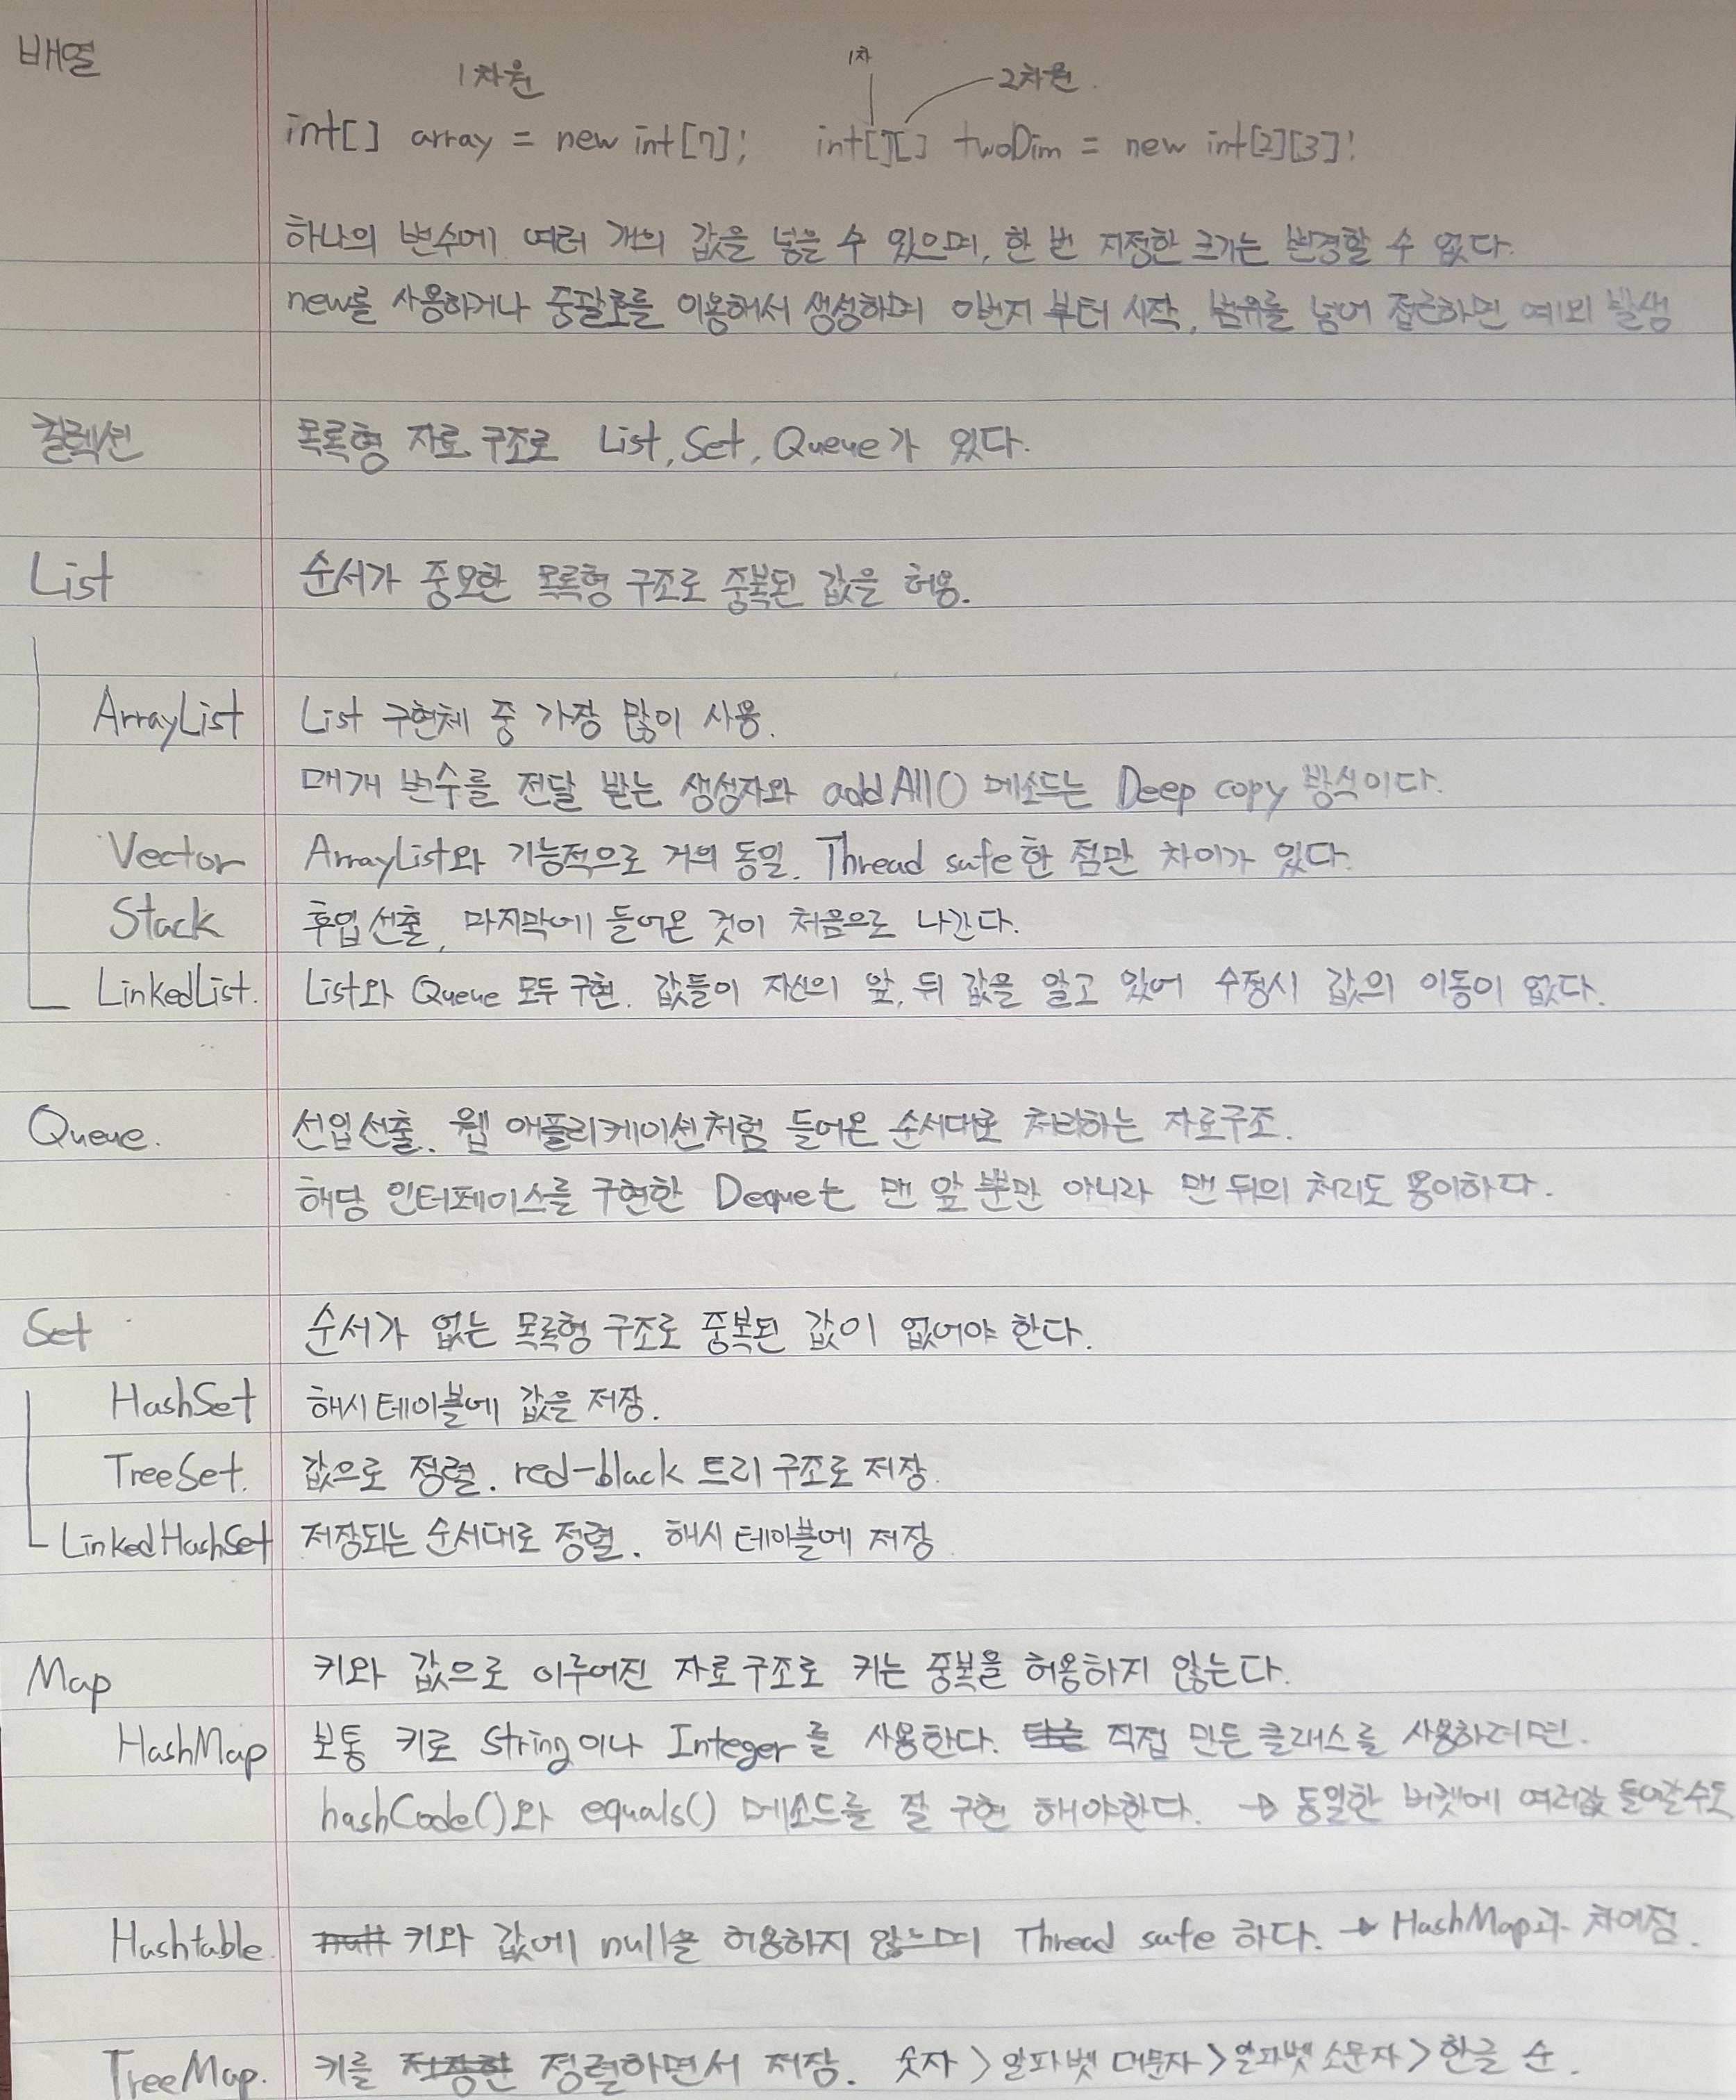 배열
1차원 1차 2차원.
int[] array = new int[7]; int[][] twoDim = new int[2][3];
하나의 변수에 여러 개의 값을 넣을 수 있으며, 한 번 지정한 크기는 변경할 수 없다.
new를 사용하거나 중괄호를 이용해서 생성하며 0번지 부터 시작, 범위를 넘어 접근하면 예외 발생
컬렉션 목록형 자료 구조로 List, Set, Queue가 있다.
List 순서가 중요한 목록형 구조로 중복된 값을 허용.
ArrayList List 구현체 중 가장 많이 사용.
매개 변수를 전달 받는 생성자와 addAll() 메소드는 Deep copy 방식이다.
Vector ArrayList와 기능적으로 거의 동일. Thread safe한 점만 차이가 있다.
Stack 후입선출, 마지막에 들어온 것이 처음으로 나간다.
LinkedList. List와 Queue 모두 구현. 값들이 자신의 앞, 뒤 값을 알고 있어 수정시 값의 이동이 없다.
Queue. 선입선출. 웹 애플리케이션처럼 들어온 순서대로 처리하는 자료구조.
해당 인터페이스를 구현한 Deque는 맨 앞 뿐만 아니라 맨 뒤의 처리도 용이하다.
Set 순서가 없는 목록형 구조로 중복된 값이 없어야 한다.
HashSet 해시테이블에 값을 저장.
TreeSet. 값으로 정렬. red-black 트리 구조로 저장.
LinkedHashSet 저장되는 순서대로 정렬. 해시 테이블에 저장
Map 키와 값으로 이루어진 자료구조로 키는 중복을 허용하지 않는다.
HashMap 보통 키로 String이나 Integer를 사용한다. 직접 만든 클래스를 사용하려면.
hashCode()와 equals() 메소드를 잘 구현 해야한다. → 동일한 버켓에 여러값 들어갈수도
Hashtable. null 키와 값에 null을 허용하지 않으며 Thread safe 하다. → HashMap과 차이점.
TreeMap. 키를 저장한 정렬하면서 저장. 숫자 > 알파벳 대문자 > 알파벳 소문자 > 한글 순.